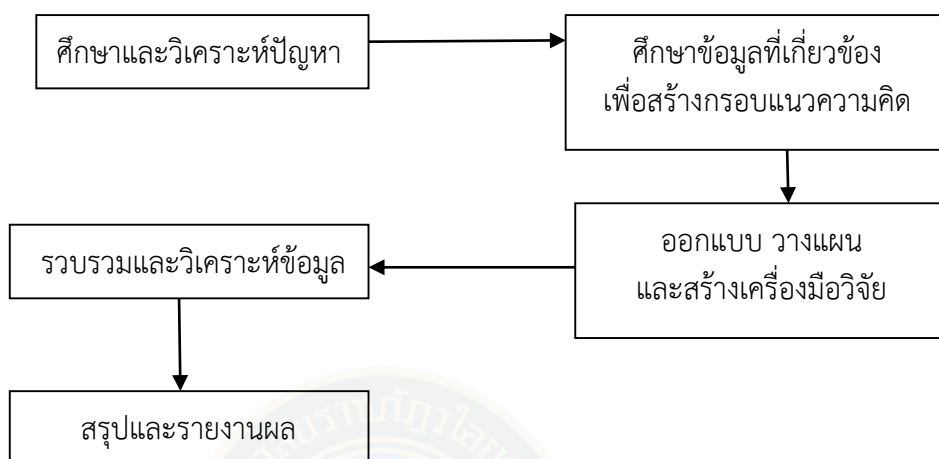 ศึกษาและวิเคราะห์ปัญหา
ศึกษาข้อมูลที่เกี่ยวข้อง
เพื่อสร้างกรอบแนวความคิด
ออกแบบ วางแผน
และสร้างเครื่องมือวิจัย
รวบรวมและวิเคราะห์ข้อมูล
สรุปและรายงานผล